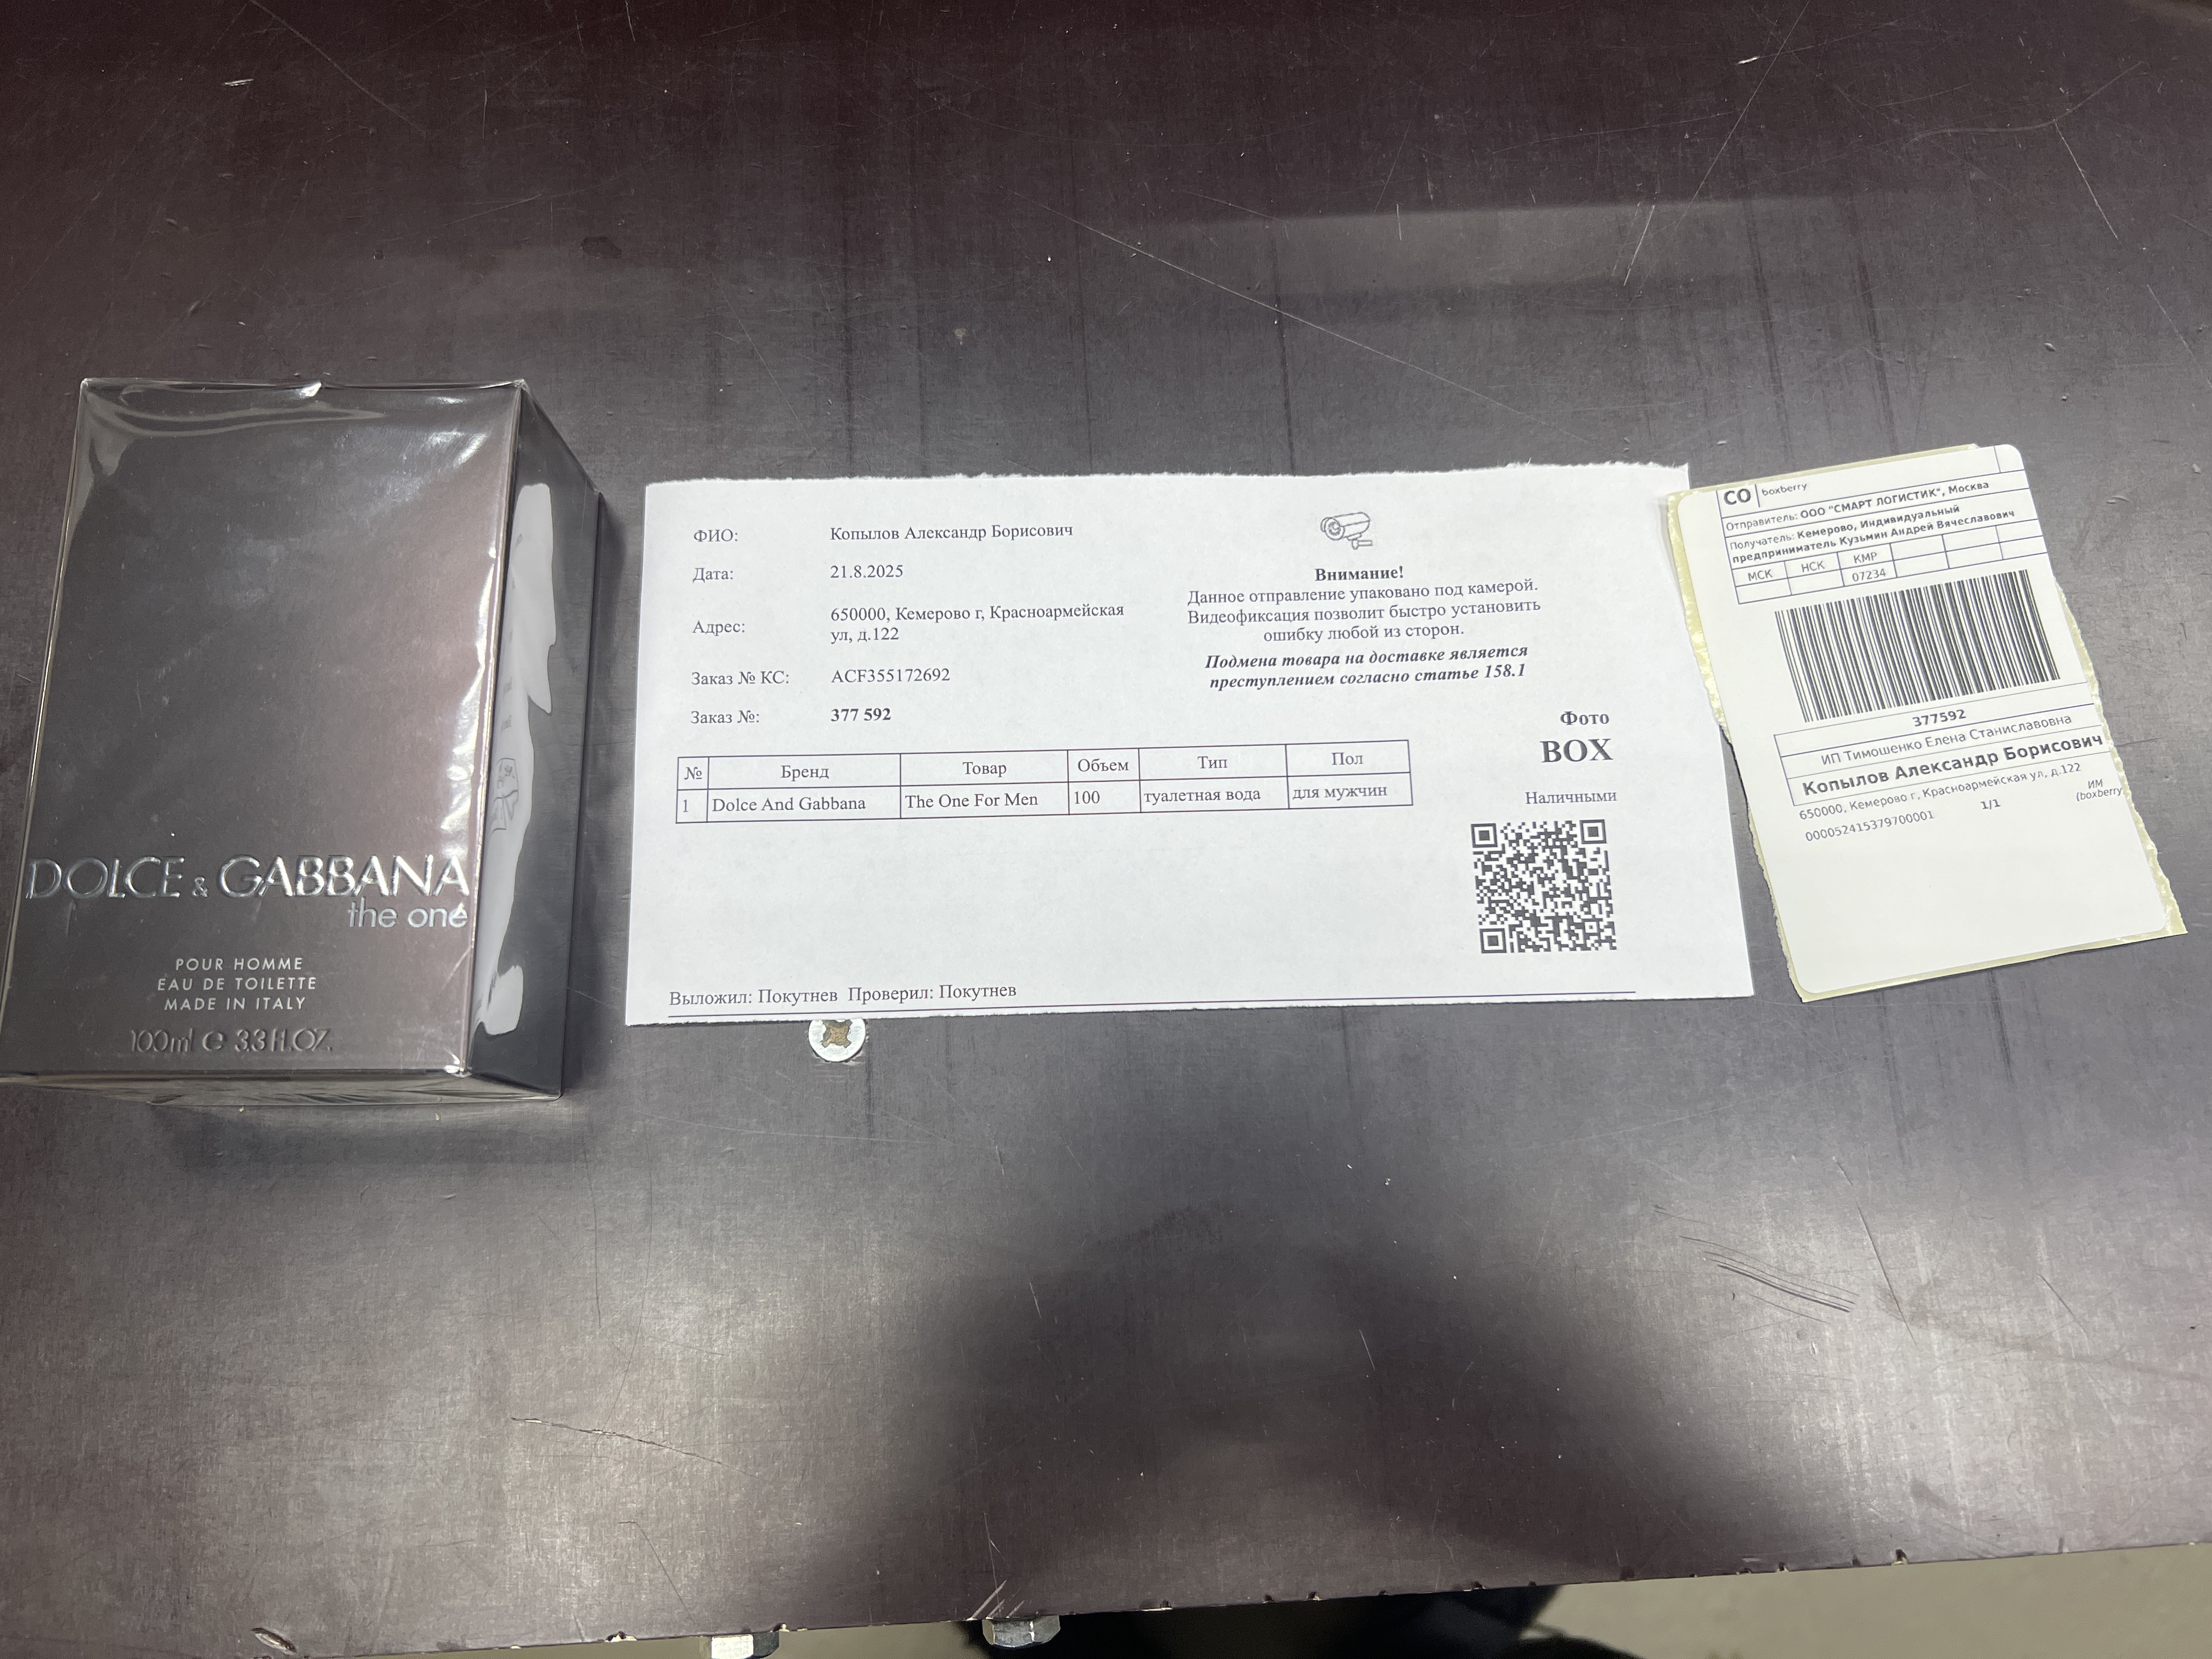 DOLCE & GABBANA
the one
POUR HOMME
EAU DE TOILETTE
MADE IN ITALY
100ml e 3.3 FL.OZ.
ФИО: Копылов Александр Борисович
Дата: 21.8.2025
Адрес: 650000, Кемерово г, Красноармейская
ул, д.122
Заказ № КС: ACF355172692
Заказ №: 377 592
Внимание!
Данное отправление упаковано под камерой.
Видеофиксация позволит быстро установить
ошибку любой из сторон.
Подмена товара на доставке является
преступлением согласно статье 158.1
Фото
BOX
Наличными
№ Бренд Товар Объем Тип Пол
1 Dolce And Gabbana The One For Men 100 туалетная вода для мужчин
Выложил: Покутнев Проверил: Покутнев
CO boxberry
Отправитель: ООО "СМАРТ ЛОГИСТИК", Москва
Получатель: Кемерово, Индивидуальный
предприниматель Кузьмин Андрей Вячеславович
МСК НСК КМР
07234
377592
ИП Тимошенко Елена Станиславовна
Копылов Александр Борисович
650000, Кемерово г, Красноармейская ул, д.122
000052415379700001 1/1 ИМ
(boxberry